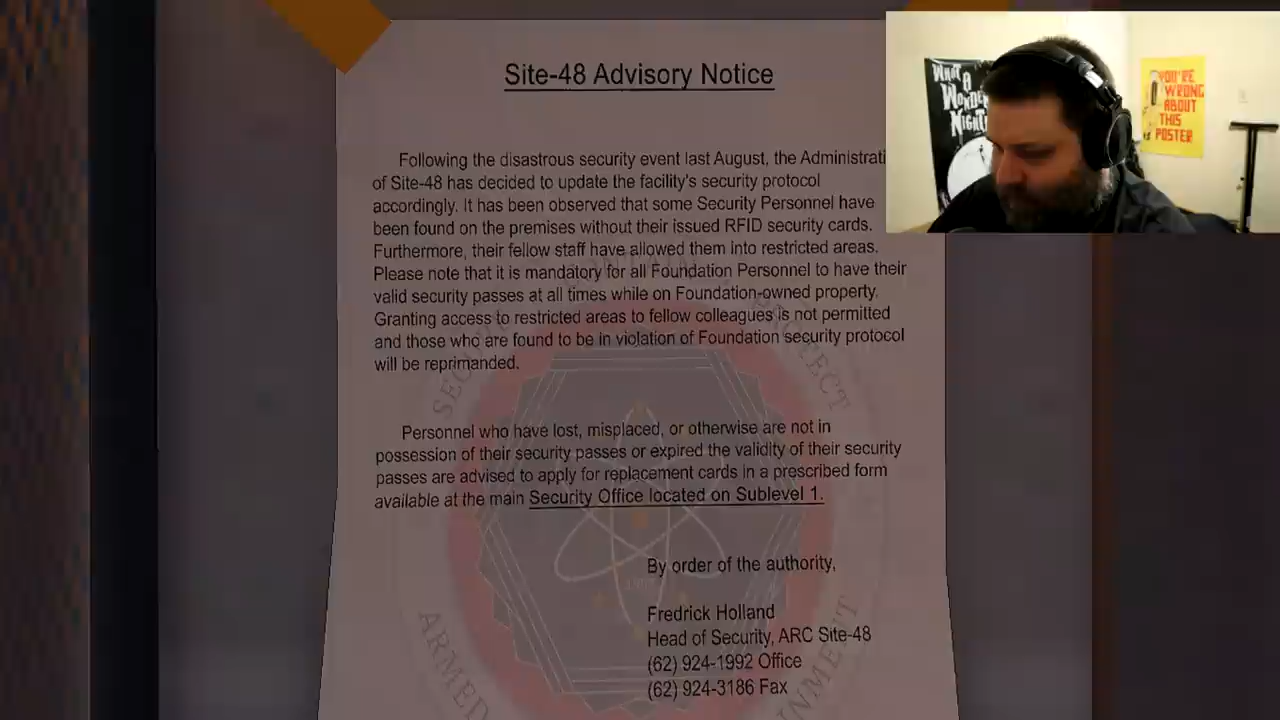 Site-48 Advisory Notice
Following the disastrous security event last August, the Administrati
of Site-48 has decided to update the facility's security protocol
accordingly. It has been observed that some Security Personnel have
been found on the premises without their issued RFID security cards.
Furthermore, their fellow staff have allowed them into restricted areas.
Please note that it is mandatory for all Foundation Personnel to have their
valid security passes at all times while on Foundation-owned property.
Granting access to restricted areas to fellow colleagues is not permitted
and those who are found to be in violation of Foundation security protocol
will be reprimanded.
Personnel who have lost, misplaced, or otherwise are not in
possession of their security passes or expired the validity of their security
passes are advised to apply for replacement cards in a prescribed form
available at the main Security Office located on Sublevel 1.
By order of the authority,
Fredrick Holland
Head of Security, ARC Site-48
(62) 924-1992 Office
(62) 924-3186 Fax
PROTECT
ARMED
WHAT A
NIGHT
YOU'RE
WRONG
ABOUT
THIS
POSTER